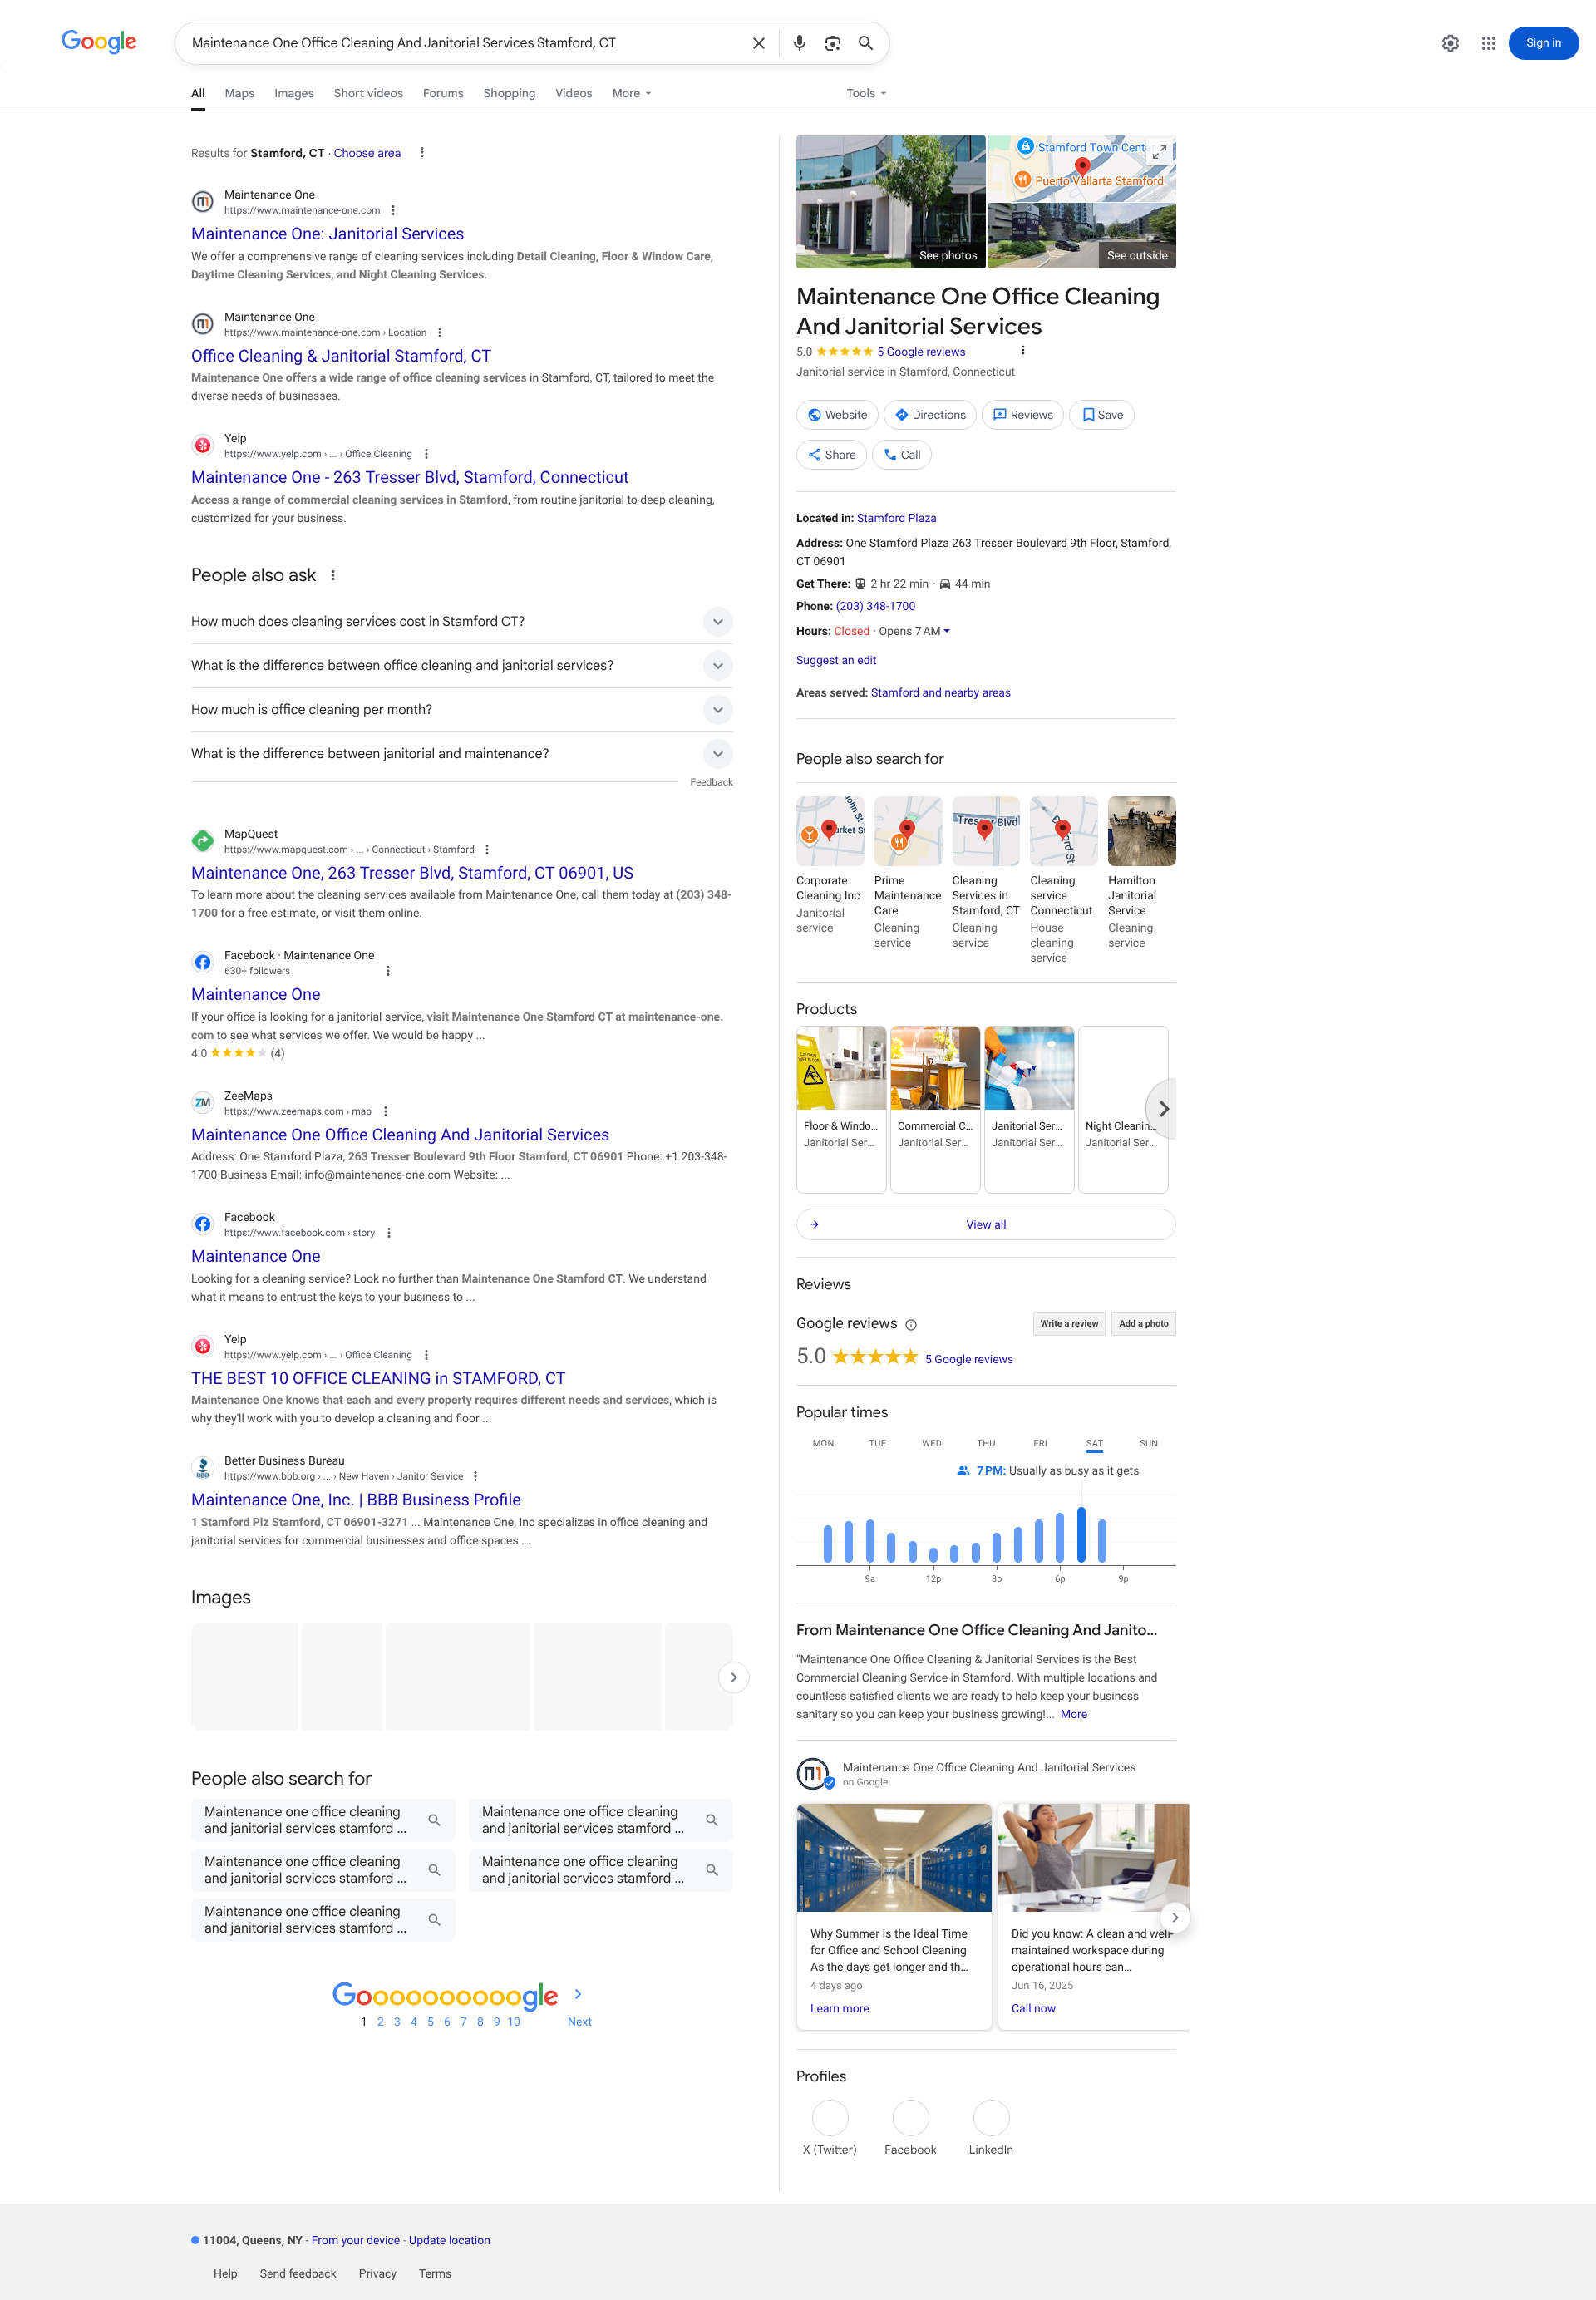 Google
Maintenance One Office Cleaning And Janitorial Services Stamford, CT
Sign in
All
Maps
Images
Short videos
Forums
Shopping
Videos
More
Tools
Results for Stamford, CT · Choose area
Maintenance One
https://www.maintenance-one.com
Maintenance One: Janitorial Services
We offer a comprehensive range of cleaning services including Detail Cleaning, Floor & Window Care,
Daytime Cleaning Services, and Night Cleaning Services.
Maintenance One
https://www.maintenance-one.com › Location
Office Cleaning & Janitorial Stamford, CT
Maintenance One offers a wide range of office cleaning services in Stamford, CT, tailored to meet the
diverse needs of businesses.
Yelp
https://www.yelp.com › ... › Office Cleaning
Maintenance One - 263 Tresser Blvd, Stamford, Connecticut
Access a range of commercial cleaning services in Stamford, from routine janitorial to deep cleaning,
customized for your business.
People also ask
How much does cleaning services cost in Stamford CT?
What is the difference between office cleaning and janitorial services?
How much is office cleaning per month?
What is the difference between janitorial and maintenance?
Feedback
MapQuest
https://www.mapquest.com › ... › Connecticut › Stamford
Maintenance One, 263 Tresser Blvd, Stamford, CT 06901, US
To learn more about the cleaning services available from Maintenance One, call them today at (203) 348-
1700 for a free estimate, or visit them online.
Facebook · Maintenance One
630+ followers
Maintenance One
If your office is looking for a janitorial service, visit Maintenance One Stamford CT at maintenance-one.
com to see what services we offer. We would be happy ...
4.0 (4)
ZM
ZeeMaps
https://www.zeemaps.com › map
Maintenance One Office Cleaning And Janitorial Services
Address: One Stamford Plaza, 263 Tresser Boulevard 9th Floor Stamford, CT 06901 Phone: +1 203-348-
1700 Business Email: info@maintenance-one.com Website: ...
Facebook
https://www.facebook.com › story
Maintenance One
Looking for a cleaning service? Look no further than Maintenance One Stamford CT. We understand
what it means to entrust the keys to your business to ...
Yelp
https://www.yelp.com › ... › Office Cleaning
THE BEST 10 OFFICE CLEANING in STAMFORD, CT
Maintenance One knows that each and every property requires different needs and services, which is
why they'll work with you to develop a cleaning and floor ...
BBB
Better Business Bureau
https://www.bbb.org › ... › New Haven › Janitor Service
Maintenance One, Inc. | BBB Business Profile
1 Stamford Plz Stamford, CT 06901-3271 ... Maintenance One, Inc specializes in office cleaning and
janitorial services for commercial businesses and office spaces ...
Images
People also search for
Maintenance one office cleaning
and janitorial services stamford ...
Maintenance one office cleaning
and janitorial services stamford ...
Maintenance one office cleaning
and janitorial services stamford ...
Maintenance one office cleaning
and janitorial services stamford ...
Maintenance one office cleaning
and janitorial services stamford ...
Goooooooooogle
1 2 3 4 5 6 7 8 9 10 Next
See photos
Stamford Town Cente
Puerto Vallarta Stamford
See outside
Maintenance One Office Cleaning
And Janitorial Services
5.0 5 Google reviews
Janitorial service in Stamford, Connecticut
Website
Directions
Reviews
Save
Share
Call
Located in: Stamford Plaza
Address: One Stamford Plaza 263 Tresser Boulevard 9th Floor, Stamford,
CT 06901
Get There: 2 hr 22 min · 44 min
Phone: (203) 348-1700
Hours: Closed · Opens 7 AM
Suggest an edit
Areas served: Stamford and nearby areas
People also search for
John St
arket S
Tresser Blvd
Corporate
Cleaning Inc
Janitorial
service
Prime
Maintenance
Care
Cleaning
service
Cleaning
Services in
Stamford, CT
Cleaning
service
Cleaning
service
Connecticut
House
cleaning
service
Hamilton
Janitorial
Service
Cleaning
service
Products
CAUTION
WET FLOOR
Floor & Windo...
Janitorial Ser...
Commercial C...
Janitorial Ser...
Janitorial Ser...
Janitorial Ser...
Night Cleanin...
Janitorial Ser...
View all
Reviews
Google reviews
Write a review
Add a photo
5.0 5 Google reviews
Popular times
MON TUE WED THU FRI SAT SUN
7 PM: Usually as busy as it gets
9a 12p 3p 6p 9p
From Maintenance One Office Cleaning And Janito...
"Maintenance One Office Cleaning & Janitorial Services is the Best
Commercial Cleaning Service in Stamford. With multiple locations and
countless satisfied clients we are ready to help keep your business
sanitary so you can keep your business growing!... More
Maintenance One Office Cleaning And Janitorial Services
on Google
Why Summer Is the Ideal Time
for Office and School Cleaning
As the days get longer and th...
4 days ago
Learn more
Did you know: A clean and well-
maintained workspace during
operational hours can...
Jun 16, 2025
Call now
Profiles
X (Twitter)
Facebook
LinkedIn
11004, Queens, NY - From your device - Update location
Help
Send feedback
Privacy
Terms